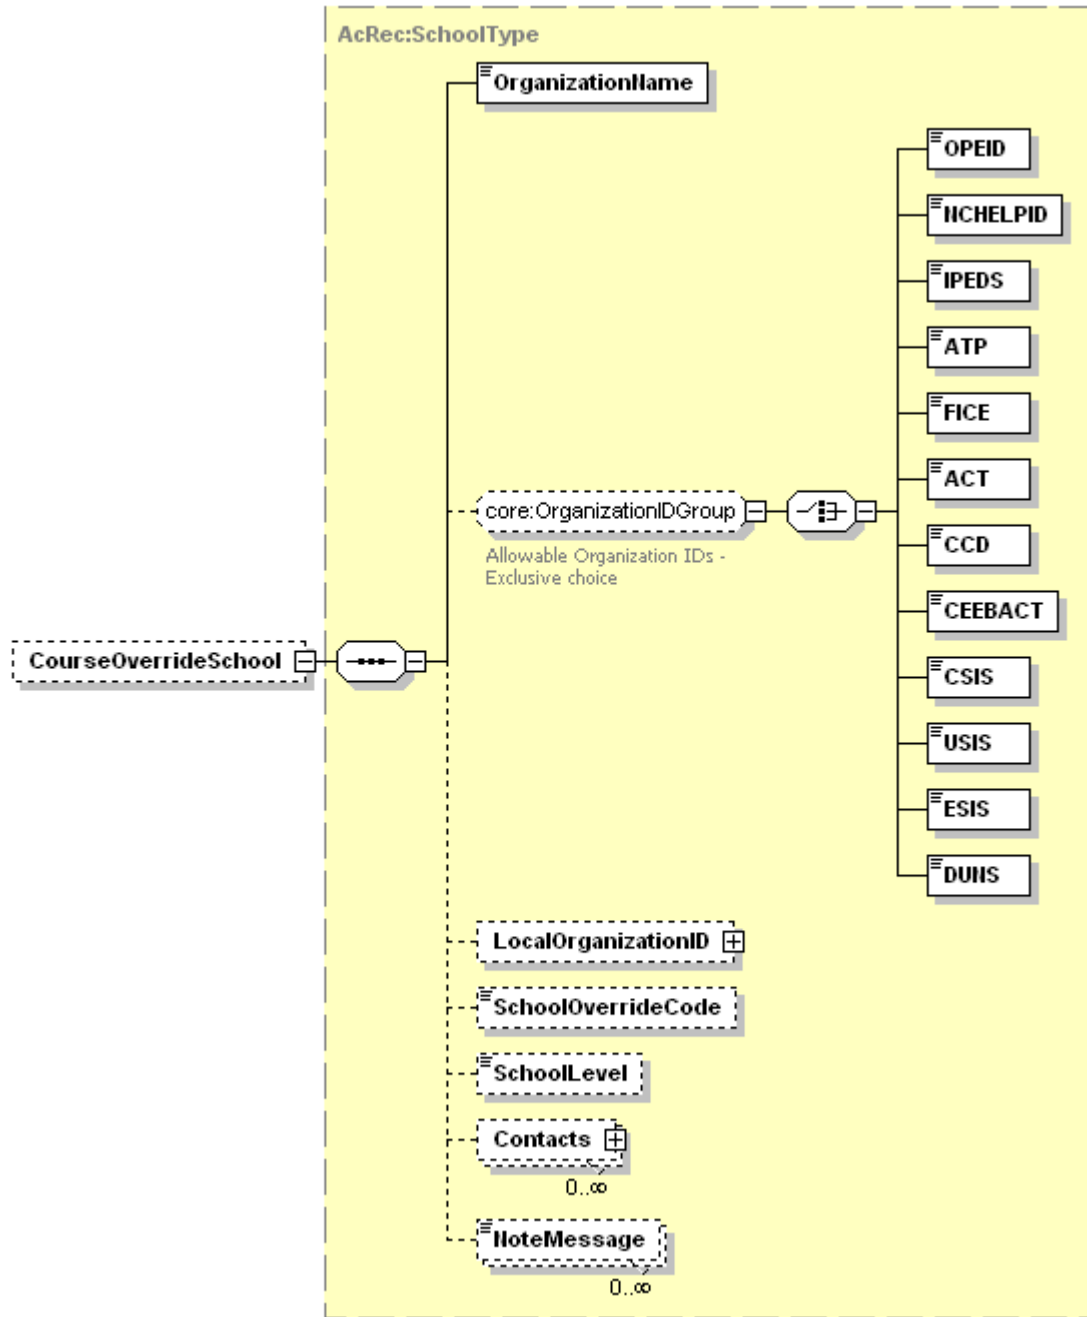 AcRec:SchoolType
OrganizationName
OPEID
NCHELPID
IPEDS
ATP
FICE
ACT
core:OrganizationIDGroup
Allowable Organization IDs -
Exclusive choice
CCD
CEEBACT
CourseOverrideSchool
CSIS
USIS
ESIS
DUNS
LocalOrganizationID
SchoolOverrideCode
SchoolLevel
Contacts
0..∞
NoteMessage
0..∞